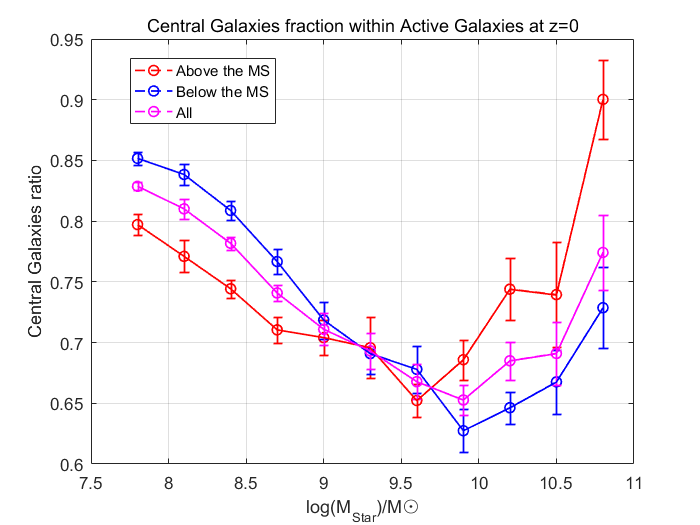 Central Galaxies fraction within Active Galaxies at z=0
Above the MS
Below the MS
All
Central Galaxies ratio
0.95
0.9
0.85
0.8
0.75
0.7
0.65
0.6
7.5 8 8.5 9 9.5 10 10.5 11
log(M_Star)/M☉